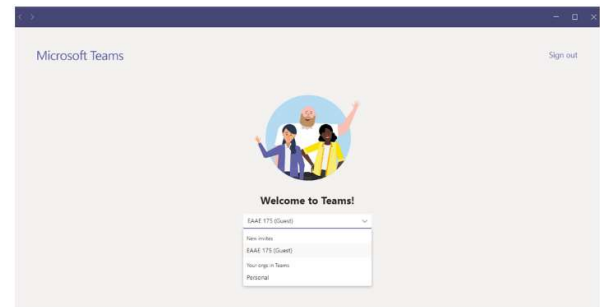 Microsoft Teams
Sign out
Welcome to Teams!
EAAE 175 (Guest)
New invites
EAAE 175 (Guest)
Your orgs in Teams
Personal